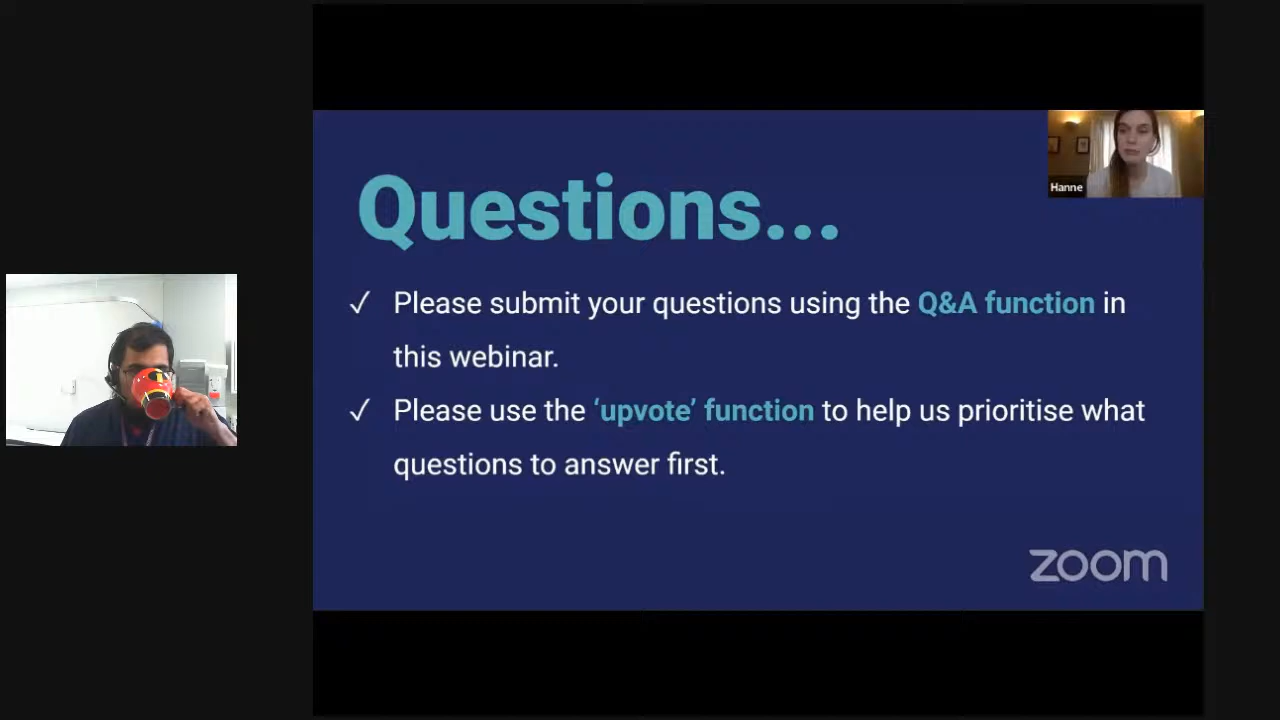 Questions...
Hanne
✓ Please submit your questions using the Q&A function in
this webinar.
✓ Please use the ‘upvote’ function to help us prioritise what
questions to answer first.
zoom